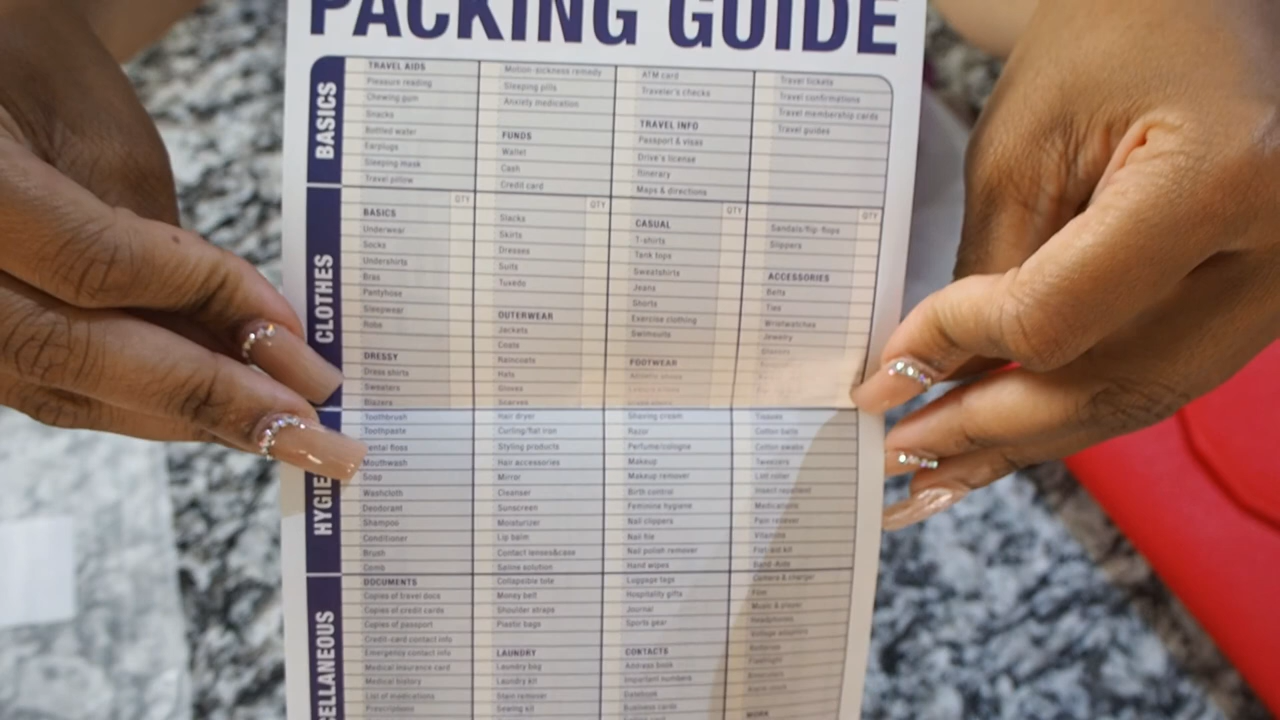 PACKING GUIDE
BASICS
TRAVEL AIDS
Pleasure reading
Chewing gum
Snacks
Bottled water
Earplugs
Sleeping mask
Travel pillow
Motion-sickness remedy
Sleeping pills
Anxiety medication
FUNDS
Wallet
Cash
Credit card
ATM card
Traveler's checks
TRAVEL INFO
Passport & visas
Drive's license
Itinerary
Maps & directions
Travel tickets
Travel confirmations
Travel membership cards
Travel guides
CLOTHES
QTY
BASICS
Underwear
Socks
Undershirts
Bras
Pantyhose
Sleepwear
Robe
DRESSY
Dress shirts
Sweaters
Blazers
QTY
Slacks
Skirts
Dresses
Suits
Tuxedo
OUTERWEAR
Jackets
Coats
Raincoats
Hats
Gloves
Scarves
QTY
CASUAL
T-shirts
Tank tops
Sweatshirts
Jeans
Shorts
Exercise clothing
Swimsuits
FOOTWEAR
QTY
Sandals/flip-flops
Slippers
ACCESSORIES
Belts
Ties
Wristwatches
Jewelry
HYGIE
Toothbrush
Toothpaste
ental floss
Mouthwash
Soap
Washcloth
Deodorant
Shampoo
Conditioner
Brush
Comb
Hair dryer
Curling/flat iron
Styling products
Hair accessories
Mirror
Cleanser
Sunscreen
Moisturizer
Lip balm
Contact lenses&case
Saline solution
Shaving cream
Razor
Perfume/cologne
Makeup
Makeup remover
Birth control
Feminine hygiene
Nail clippers
Nail file
Nail polish remover
Hand wipes
Tissues
Cotton balls
Cotton swabs
Tweezers
Lint roller
Insect repellent
Medications
Pain reliever
Vitamins
First-aid kit
Band-Aids
CELLANEOUS
DOCUMENTS
Copies of travel docs
Copies of credit cards
Copies of passport
Credit-card contact info
Emergency contact info
Medical insurance card
Medical history
List of medications
Prescriptions
Collapsible tote
Money belt
Shoulder straps
Plastic bags
LAUNDRY
Laundry bag
Laundry kit
Stain remover
Sewing kit
Luggage tags
Hospitality gifts
Journal
Sports gear
CONTACTS
Address book
Important numbers
Datebook
Business cards
Camera & charger
Film
Music & player
Headphones
Voltage adaptors
Batteries
Flashlight
Binoculars
Alarm clock
WORK